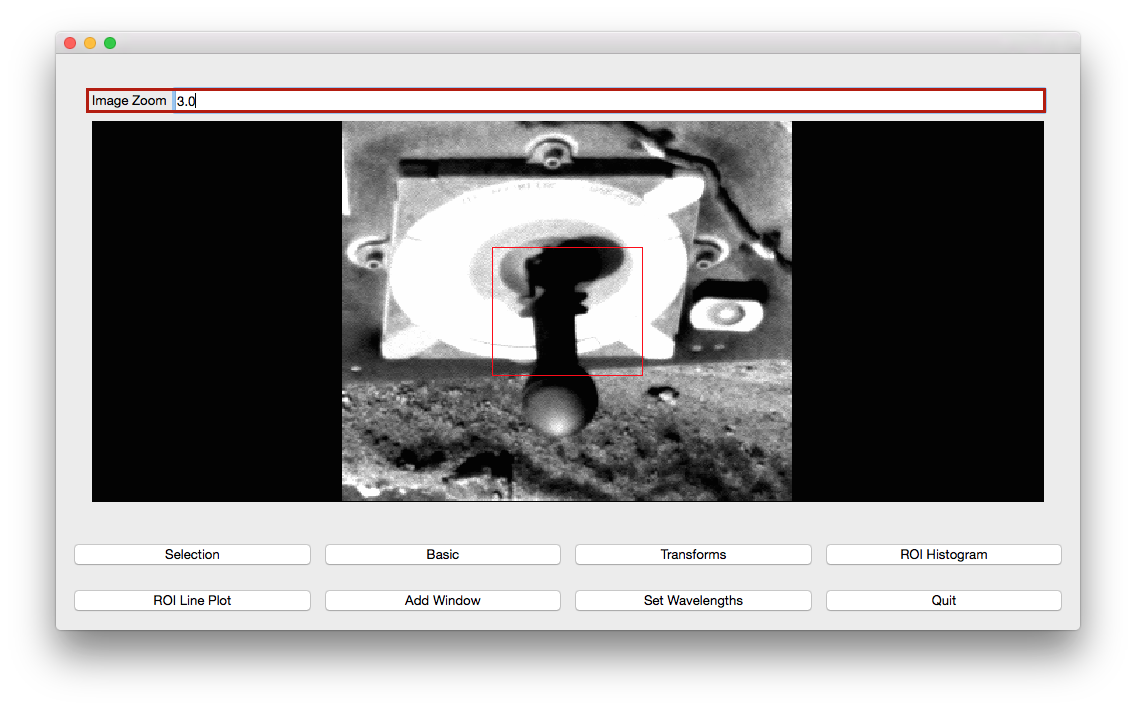 Image Zoom 3.0
Selection Basic Transforms ROI Histogram
ROI Line Plot Add Window Set Wavelengths Quit